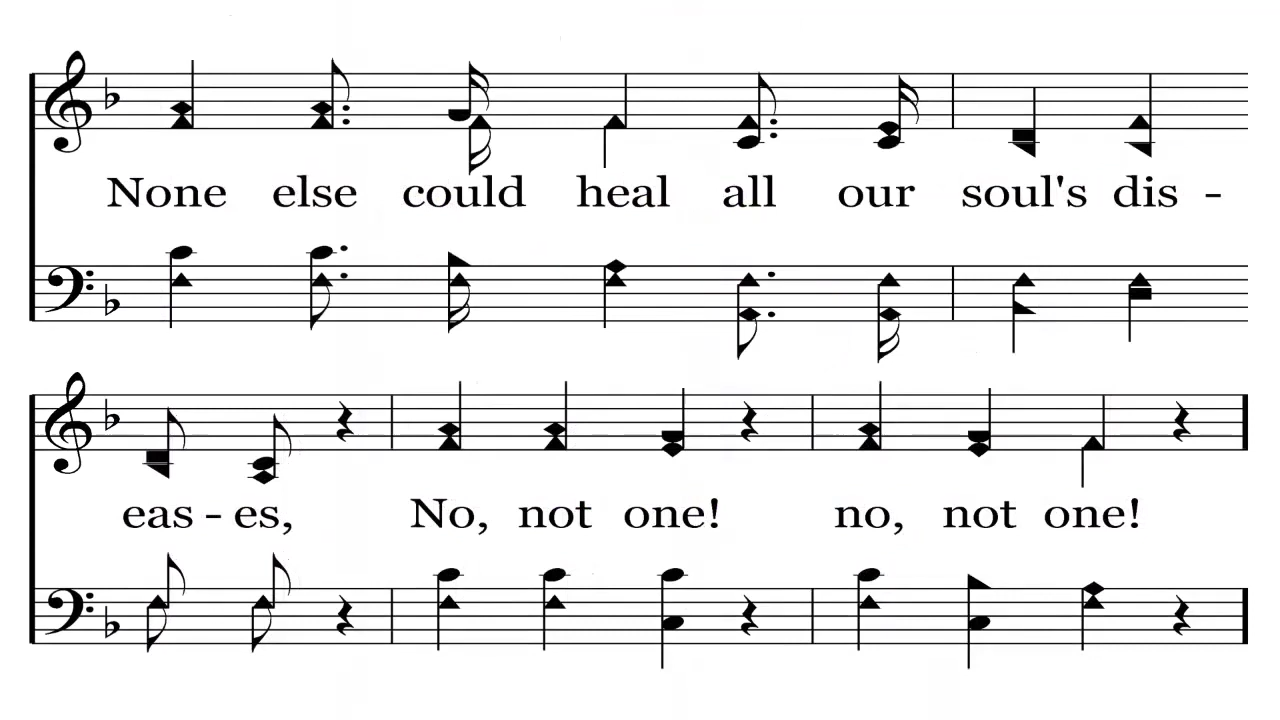 None else could heal all our soul's dis -
eas - es, No, not one! no, not one!